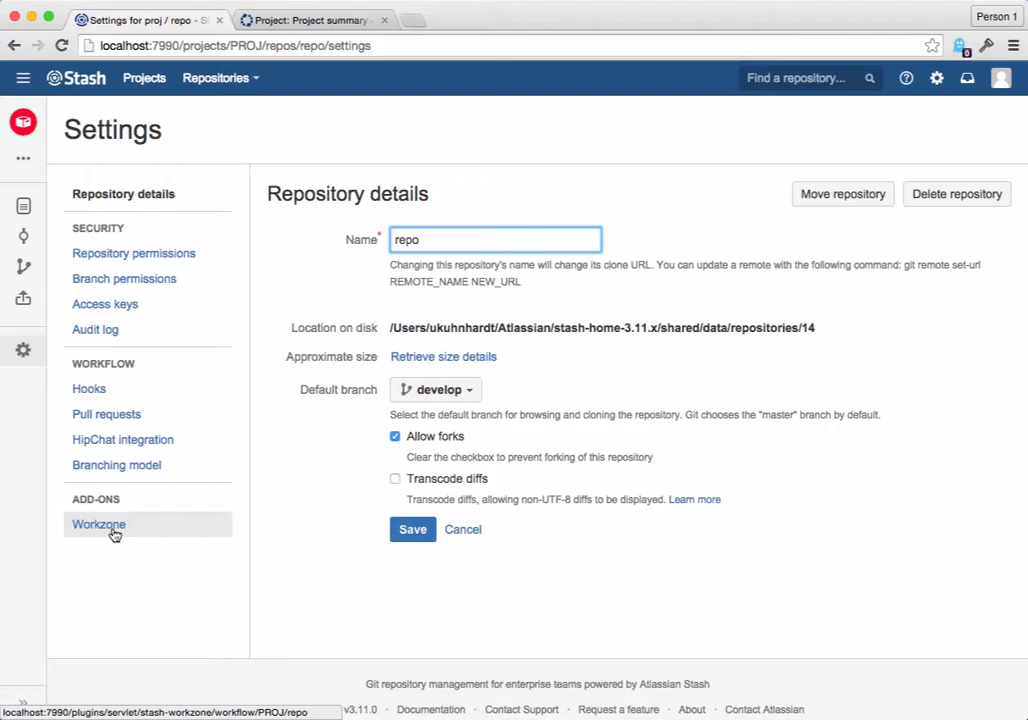 Settings for proj / repo - S
Project: Project summary
Person 1
localhost:7990/projects/PROJ/repos/repo/settings
0
Stash
Projects
Repositories
Find a repository...
Settings
Repository details
SECURITY
Repository permissions
Branch permissions
Access keys
Audit log
WORKFLOW
Hooks
Pull requests
HipChat integration
Branching model
ADD-ONS
Workzone
Repository details
Move repository
Delete repository
Name*
repo
Changing this repository's name will change its clone URL. You can update a remote with the following command: git remote set-url
REMOTE_NAME NEW_URL
Location on disk
/Users/ukuhnhardt/Atlassian/stash-home-3.11.x/shared/data/repositories/14
Approximate size
Retrieve size details
Default branch
develop
Select the default branch for browsing and cloning the repository. Git chooses the "master" branch by default.
Allow forks
Clear the checkbox to prevent forking of this repository
Transcode diffs
Transcode diffs, allowing non-UTF-8 diffs to be displayed. Learn more
Save
Cancel
Git repository management for enterprise teams powered by Atlassian Stash
v3.11.0
Documentation
Contact Support
Request a feature
About
Contact Atlassian
localhost:7990/plugins/servlet/stash-workzone/workflow/PROJ/repo